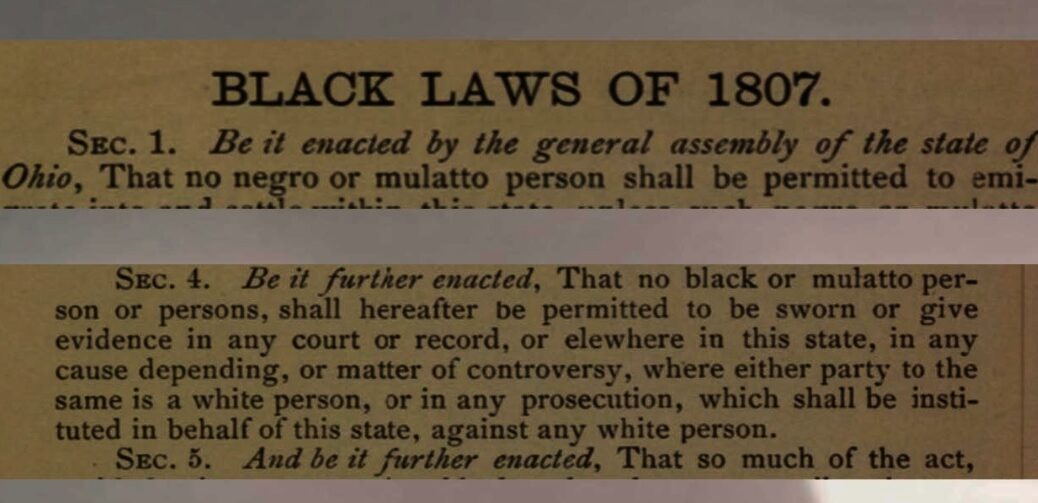 BLACK LAWS OF 1807.
SEC. 1. Be it enacted by the general assembly of the state of
Ohio, That no negro or mulatto person shall be permitted to emi-
SEC. 4. Be it further enacted, That no black or mulatto per-
son or persons, shall hereafter be permitted to be sworn or give
evidence in any court or record, or elewhere in this state, in any
cause depending, or matter of controversy, where either party to the
same is a white person, or in any prosecution, which shall be insti-
tuted in behalf of this state, against any white person.
SEC. 5. And be it further enacted, That so much of the act,